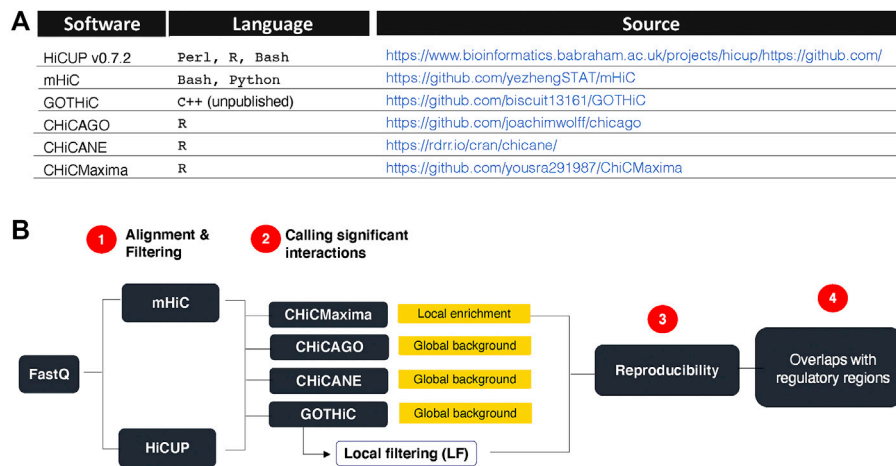 A
Software Language Source
HiCUP v0.7.2 Perl, R, Bash https://www.bioinformatics.babraham.ac.uk/projects/hicup/https://github.com/
mHiC Bash, Python https://github.com/yezhengSTAT/mHiC
GOTHiC C++ (unpublished) https://github.com/biscuit13161/GOTHiC
CHiCAGO R https://github.com/joachimwolff/chicago
CHiCANE R https://rdrr.io/cran/chicane/
CHiCMaxima R https://github.com/yousra291987/ChiCMaxima
B
1 Alignment &
Filtering
2 Calling significant
interactions
mHiC
CHiCMaxima Local enrichment
CHiCAGO Global background
CHiCANE Global background
GOTHiC Global background
Local filtering (LF)
FastQ
HiCUP
3
Reproducibility
4
Overlaps with
regulatory regions